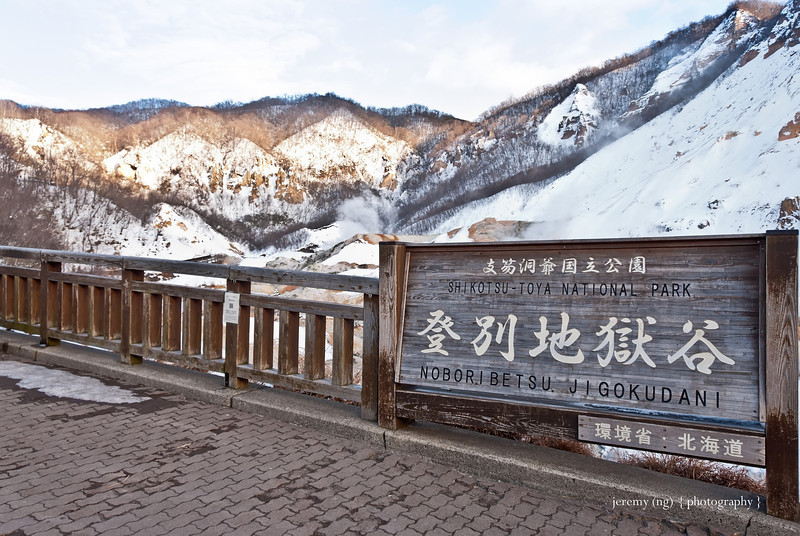 支笏洞爺国立公園
SHIKOTSU-TOYA NATIONAL PARK
登別地獄谷
NOBORIBETSU JIGOKUDANI
環境省・北海道
jeremy (ng) { photography }